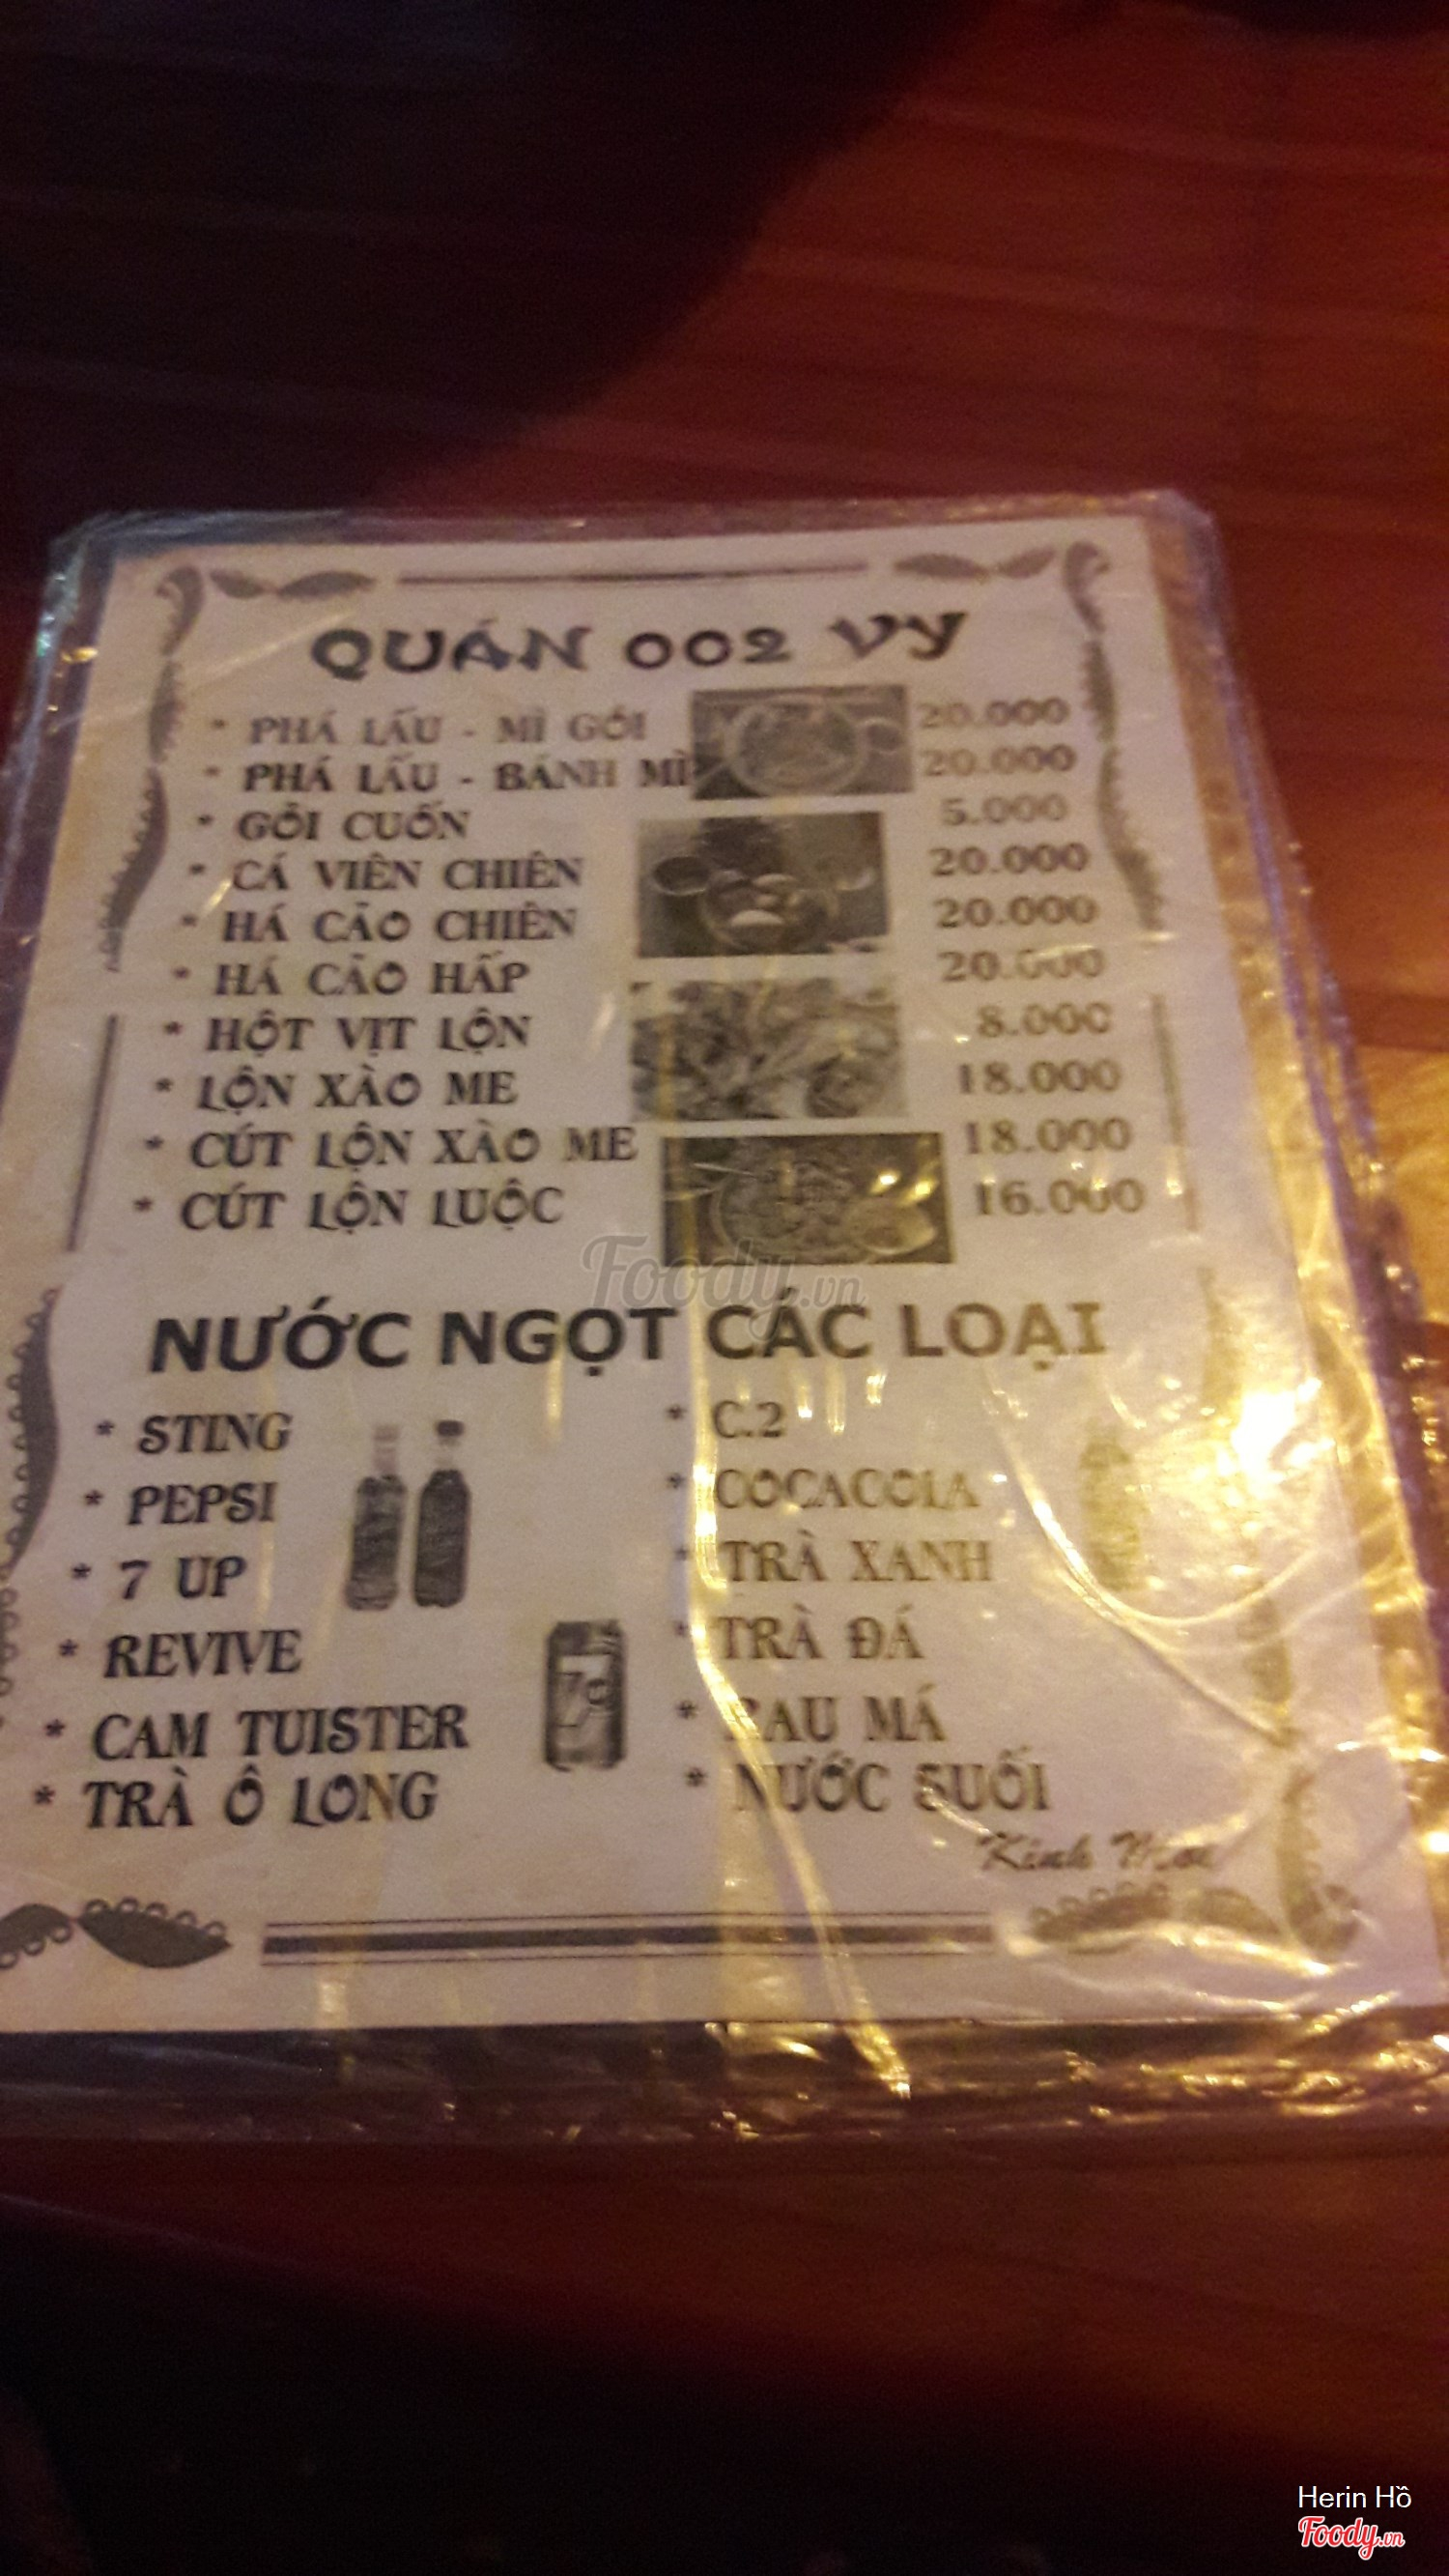 QUÁN 002 VY
* PHÁ LẤU - MÌ GÓI 20.000
* PHÁ LẤU - BÁNH MÌ 20.000
* GỎI CUỐN 5.000
* CÁ VIÊN CHIÊN 20.000
* HÁ CẢO CHIÊN 20.000
* HÁ CẢO HẤP 20.000
* HỘT VỊT LỘN 8.000
* LỘN XÀO ME 18.000
* CÚT LỘN XÀO ME 18.000
* CÚT LỘN LUỘC 16.000
Foody.vn
NƯỚC NGỌT CÁC LOẠI
* STING
* PEPSI
* 7 UP
* REVIVE
* CAM TUISTER
* TRÀ Ô LONG
* C.2
* COCACOLA
* TRÀ XANH
* TRÀ ĐÁ
* RAU MÁ
* NƯỚC SUỐI
Kính Mời
Herin Hồ
Foody.vn